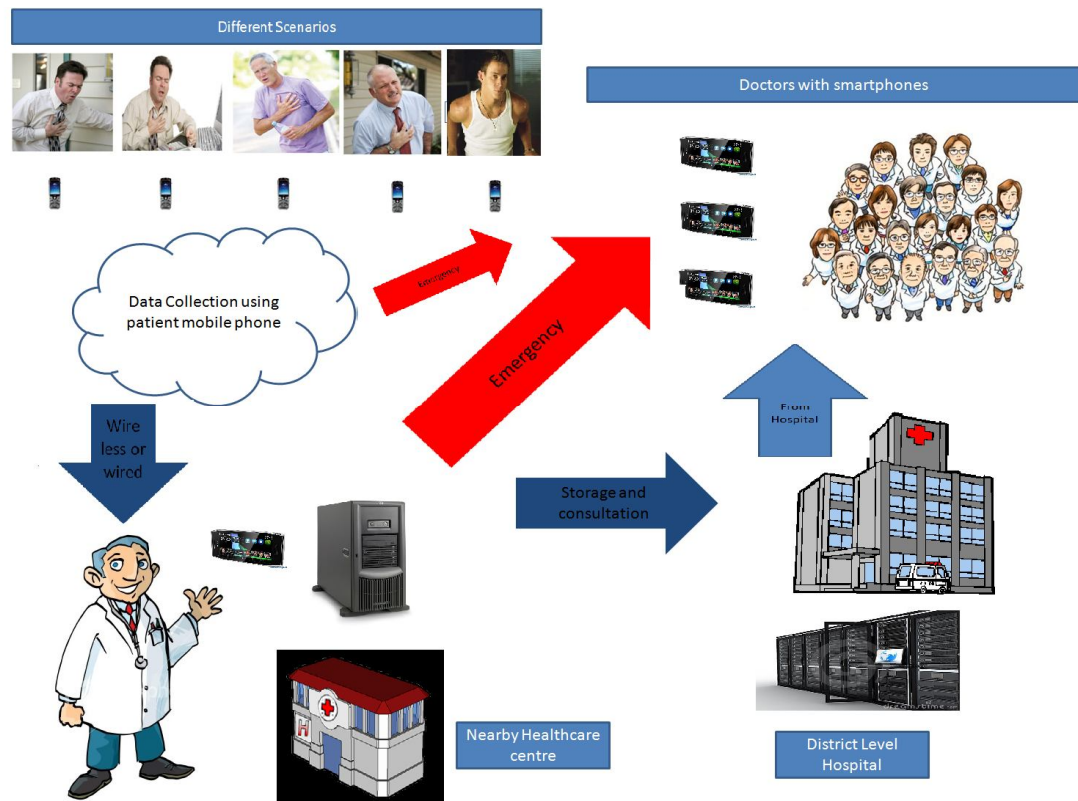 Different Scenarios
Doctors with smartphones
Emergency
Data Collection using
patient mobile phone
Emergency
From
Hospital
Wire
less or
wired
Storage and
consultation
H
Nearby Healthcare
centre
District Level
Hospital